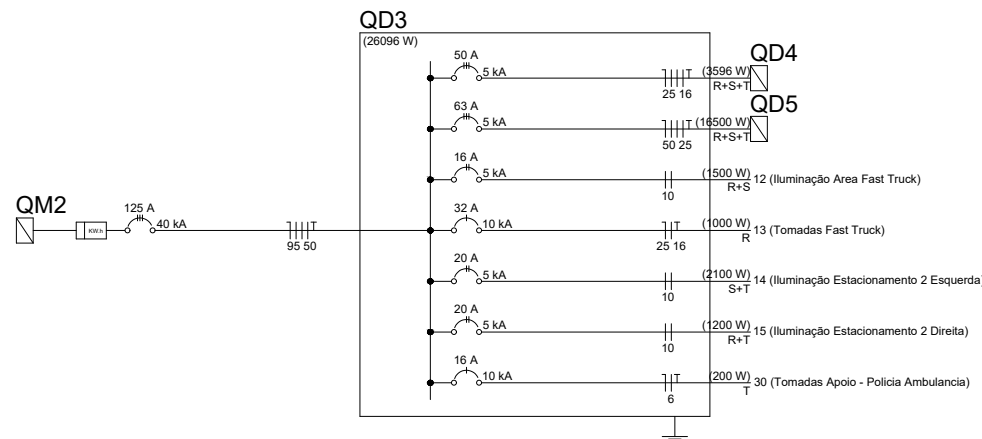 QD3
(26096 W)
50 A
5 kA
25 16
(3596 W)
R+S+T
QD4
63 A
5 kA
50 25
(16500 W)
R+S+T
QD5
16 A
5 kA
10
(1500 W)
R+S
12 (Iluminação Area Fast Truck)
QM2
KW.h
125 A
40 kA
95 50
32 A
10 kA
25 16
(1000 W)
R
13 (Tomadas Fast Truck)
20 A
5 kA
10
(2100 W)
S+T
14 (Iluminação Estacionamento 2 Esquerda)
20 A
5 kA
10
(1200 W)
R+T
15 (Iluminação Estacionamento 2 Direita)
16 A
10 kA
6
(200 W)
T
30 (Tomadas Apoio - Policia Ambulancia)